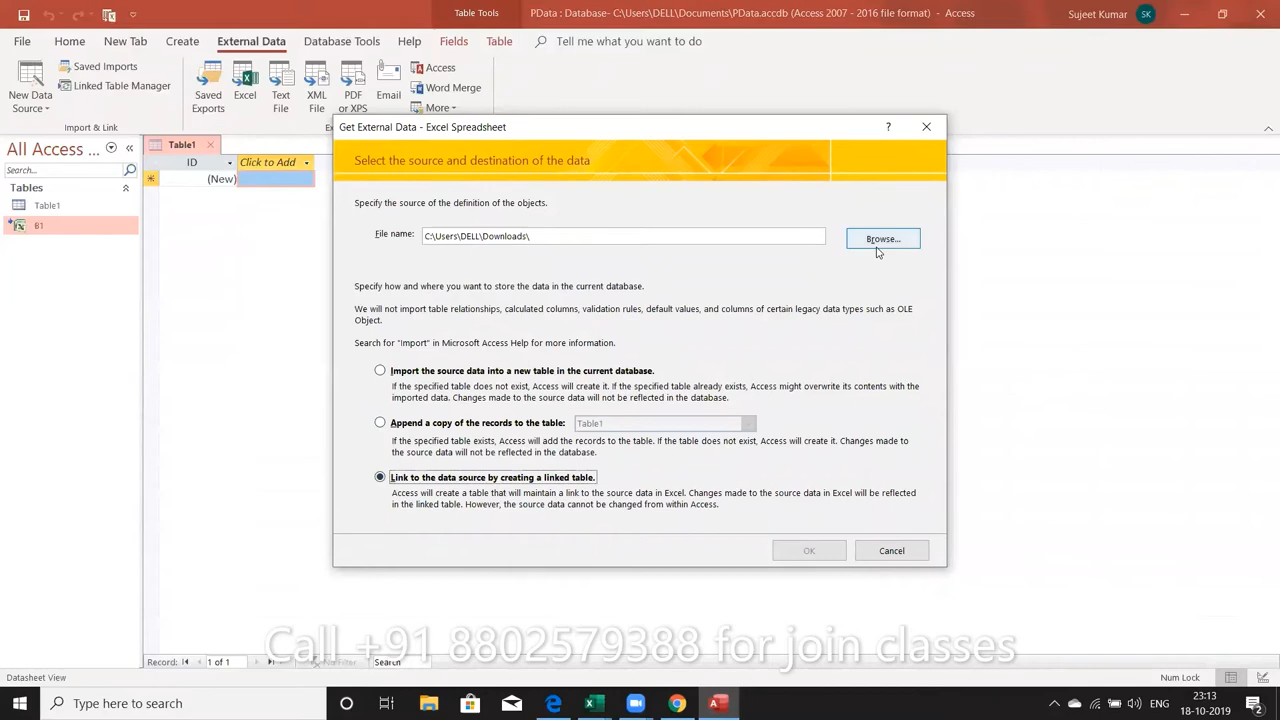 Table Tools
PData : Database- C:\Users\DELL\Documents\PData.accdb (Access 2007 - 2016 file format) - Access
Sujeet Kumar
SK
File
Home
New Tab
Create
External Data
Database Tools
Help
Fields
Table
Tell me what you want to do
New Data
Source
Saved Imports
Linked Table Manager
Import & Link
Saved
Exports
Excel
Text
File
XML
File
PDF
or XPS
Email
Access
Word Merge
More
All Access ...
Search...
Tables
Table1
B1
Table1
ID
Click to Add
(New)
Get External Data - Excel Spreadsheet
?
Select the source and destination of the data
Specify the source of the definition of the objects.
File name:
C:\Users\DELL\Downloads\
Browse...
Specify how and where you want to store the data in the current database.
We will not import table relationships, calculated columns, validation rules, default values, and columns of certain legacy data types such as OLE
Object.
Search for "Import" in Microsoft Access Help for more information.
Import the source data into a new table in the current database.
If the specified table does not exist, Access will create it. If the specified table already exists, Access might overwrite its contents with the
imported data. Changes made to the source data will not be reflected in the database.
Append a copy of the records to the table:
Table1
If the specified table exists, Access will add the records to the table. If the table does not exist, Access will create it. Changes made to
the source data will not be reflected in the database.
Link to the data source by creating a linked table.
Access will create a table that will maintain a link to the source data in Excel. Changes made to the source data in Excel will be reflected
in the linked table. However, the source data cannot be changed from within Access.
OK
Cancel
Call +91 8802579388 for join classes
Record:
1 of 1
No Filter
Search
Datasheet View
Num Lock
Type here to search
ENG
23:13
18-10-2019
2